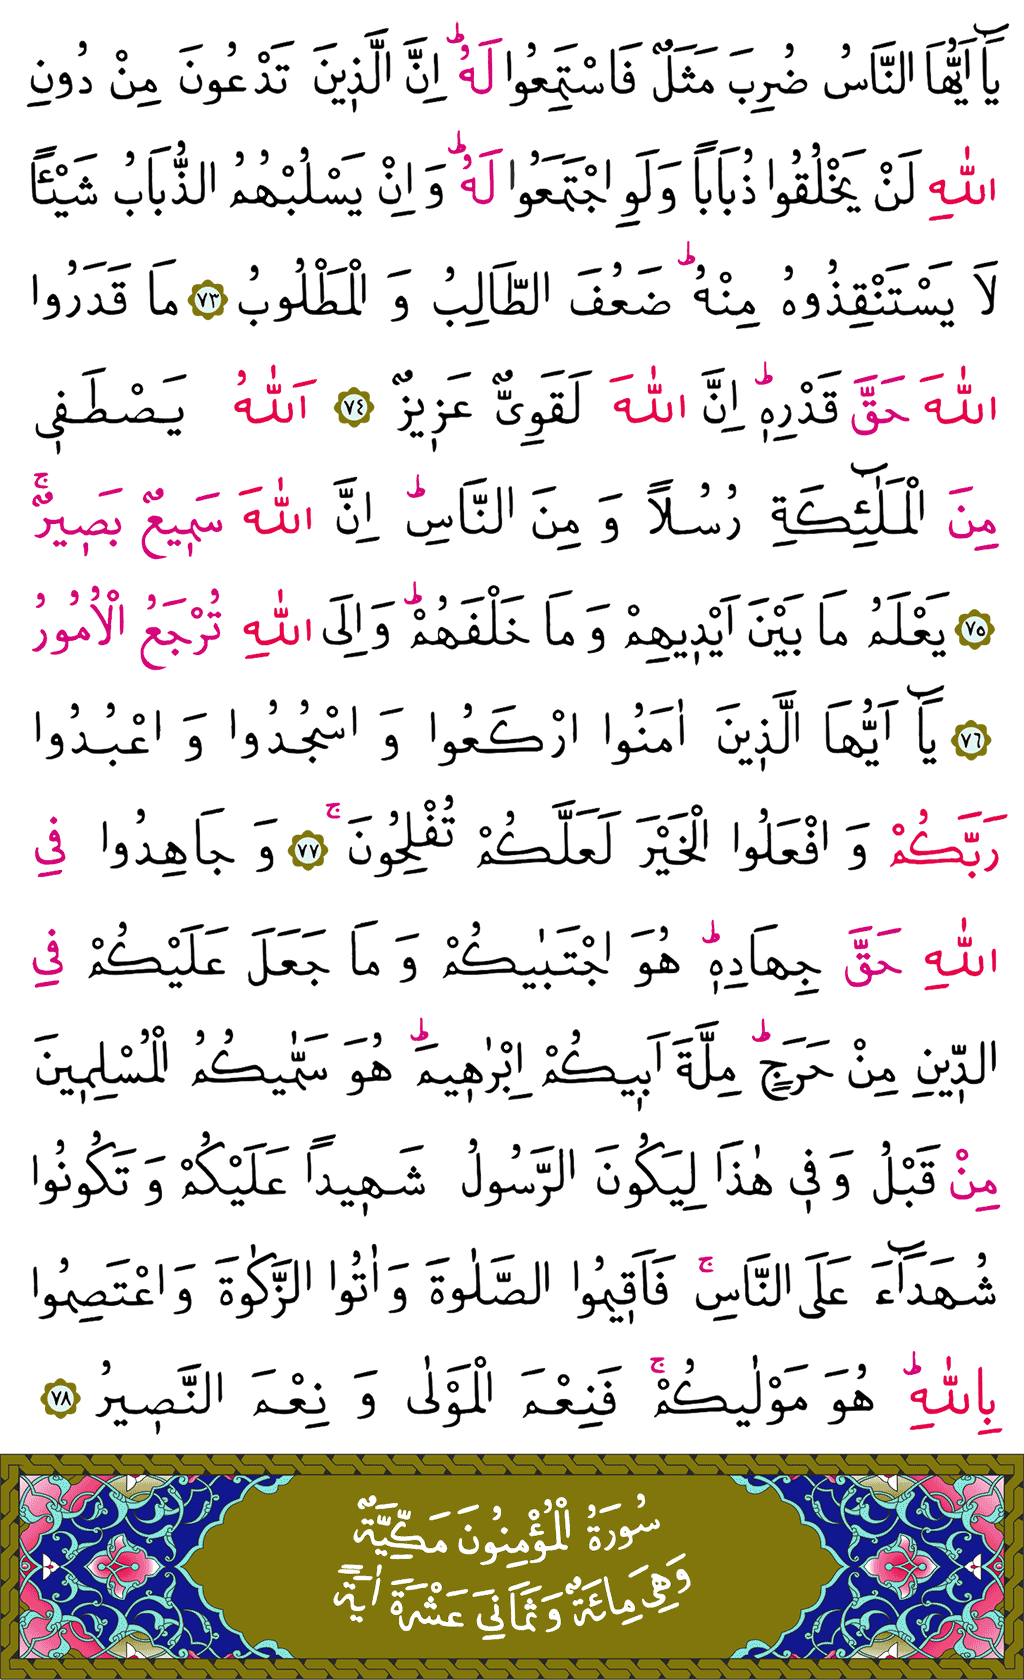 يَٓا اَيُّهَا النَّاسُ ضُرِبَ مَثَلٌ فَاسْتَمِعُوا لَهُۜ اِنَّ الَّذ۪ينَ تَدْعُونَ مِنْ دُونِ
اللّٰهِ لَنْ يَخْلُقُوا ذُبَاباً وَلَوِ اجْتَمَعُوا لَهُۜ وَاِنْ يَسْلُبْهُمُ الذُّبَابُ شَيْـٔاً
لَا يَسْتَنْقِذُوهُ مِنْهُۜ ضَعُفَ الطَّالِبُ وَ الْمَطْلُوبُ ﴿٧٣﴾ مَا قَدَرُوا
اللّٰهَ حَقَّ قَدْرِه۪ۜ اِنَّ اللّٰهَ لَقَوِيٌّ عَز۪يزٌ ﴿٧٤﴾ اَللّٰهُ يَصْطَف۪ي
مِنَ الْمَلٰٓئِكَةِ رُسُلاً وَ مِنَ النَّاسِۜ اِنَّ اللّٰهَ سَم۪يعٌ بَص۪يرٌۚ
﴿٧٥﴾ يَعْلَمُ مَا بَيْنَ اَيْد۪يهِمْ وَ مَا خَلْفَهُمْۜ وَ اِلَى اللّٰهِ تُرْجَعُ الْاُمُورُ
﴿٧٦﴾ يَٓا اَيُّهَا الَّذ۪ينَ اٰمَنُوا ارْكَعُوا وَ اسْجُدُوا وَ اعْبُدُوا
رَبَّكُمْ وَ افْعَلُوا الْخَيْرَ لَعَلَّكُمْ تُفْلِحُونَۚ ﴿٧٧﴾ وَ جَاهِدُوا فِي
اللّٰهِ حَقَّ جِهَادِه۪ۜ هُوَ اجْتَبٰيكُمْ وَ مَا جَعَلَ عَلَيْكُمْ فِي
الدّ۪ينِ مِنْ حَرَجٍۜ مِلَّةَ اَب۪يكُمْ اِبْرٰه۪يمَۜ هُوَ سَمّٰيكُمُ الْمُسْلِم۪ينَ
مِنْ قَبْلُ وَ ف۪ي هٰذَا لِيَكُونَ الرَّسُولُ شَه۪يداً عَلَيْكُمْ وَ تَكُونُوا
شُهَدَٓاءَ عَلَى النَّاسِۚ فَاَق۪يمُوا الصَّلٰوةَ وَ اٰتُوا الزَّكٰوةَ وَ اعْتَصِمُوا
بِاللّٰهِۜ هُوَ مَوْلٰيكُمْۚ فَنِعْمَ الْمَوْلٰى وَ نِعْمَ النَّص۪يرُ ﴿٧٨﴾
سُورَةُ الْمُؤْمِنُونَ مَكِّيَّةٌ
وَهِيَ مِائَةٌ وَ ثَمَانِيَ عَشْرَةَ اٰيَةً